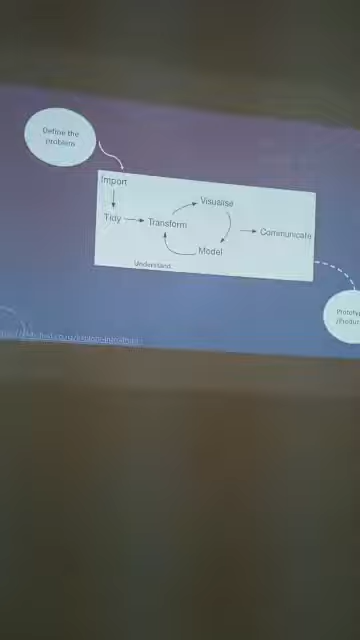 Define the
problem
Import
Visualise
Tidy
Transform
Communicate
Model
Understand